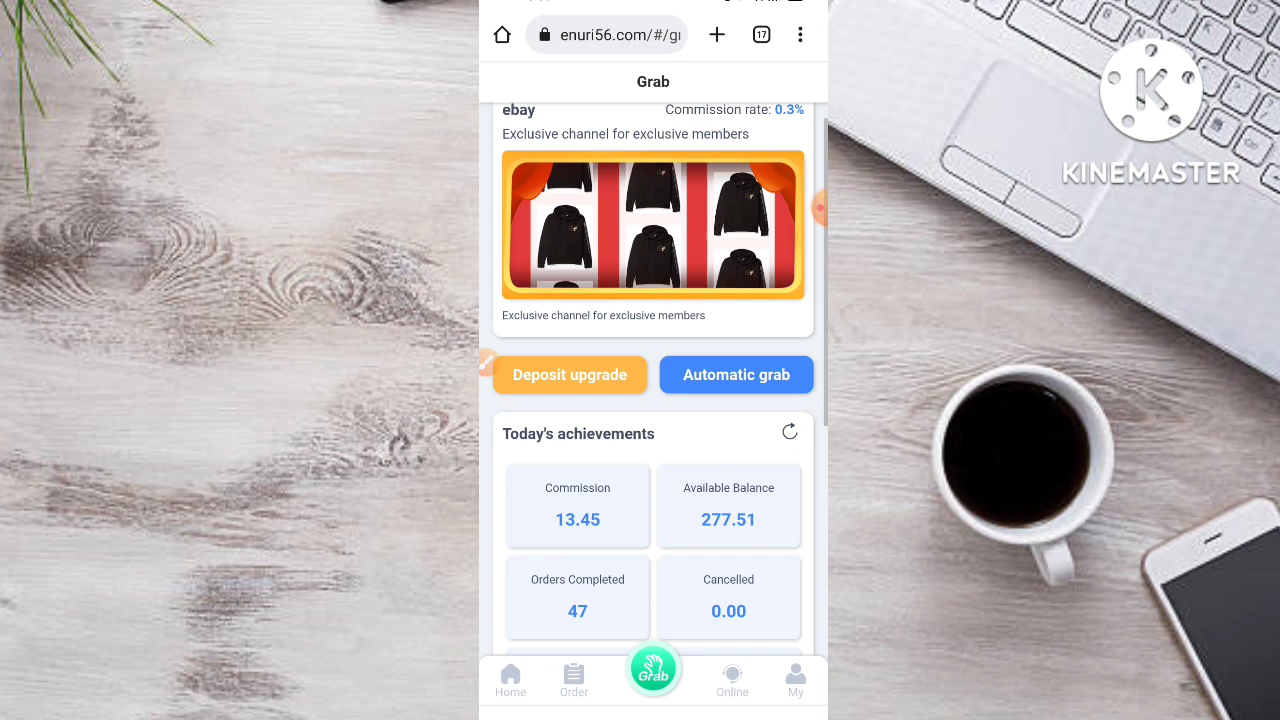 enuri56.com/#/gr
17
Grab
ebay
Commission rate: 0.3%
Exclusive channel for exclusive members
Exclusive channel for exclusive members
Deposit upgrade
Automatic grab
Today's achievements
Commission
Available Balance
13.45
277.51
Orders Completed
Cancelled
47
0.00
Home
Order
Grab
Online
My
K
KINEMASTER